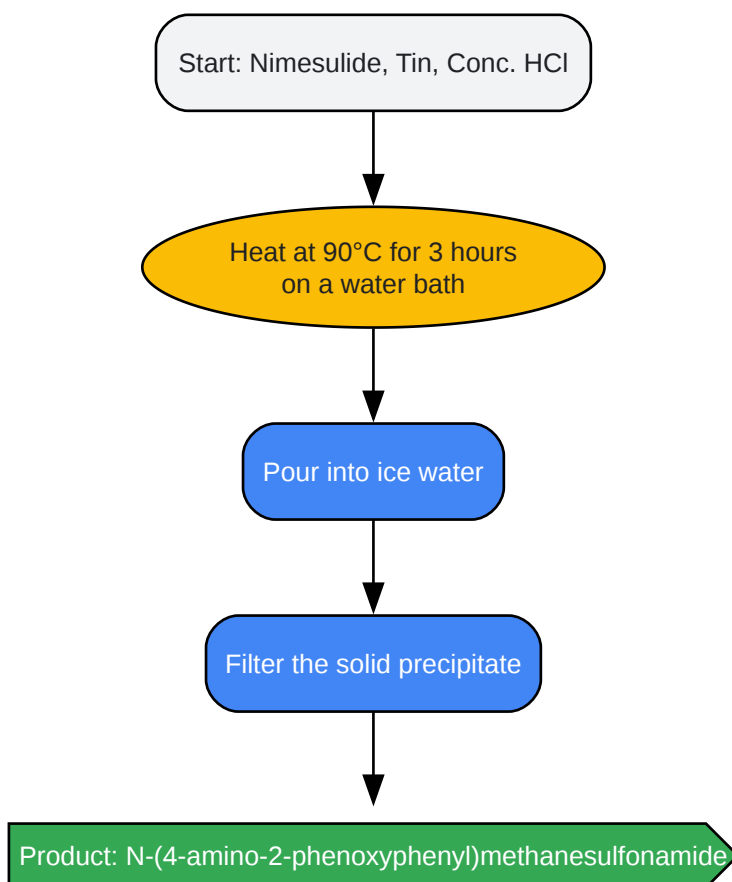 Start: Nimesulide, Tin, Conc. HCl
Heat at 90°C for 3 hours
on a water bath
Pour into ice water
Filter the solid precipitate
Product: N-(4-amino-2-phenoxyphenyl)methanesulfonamide